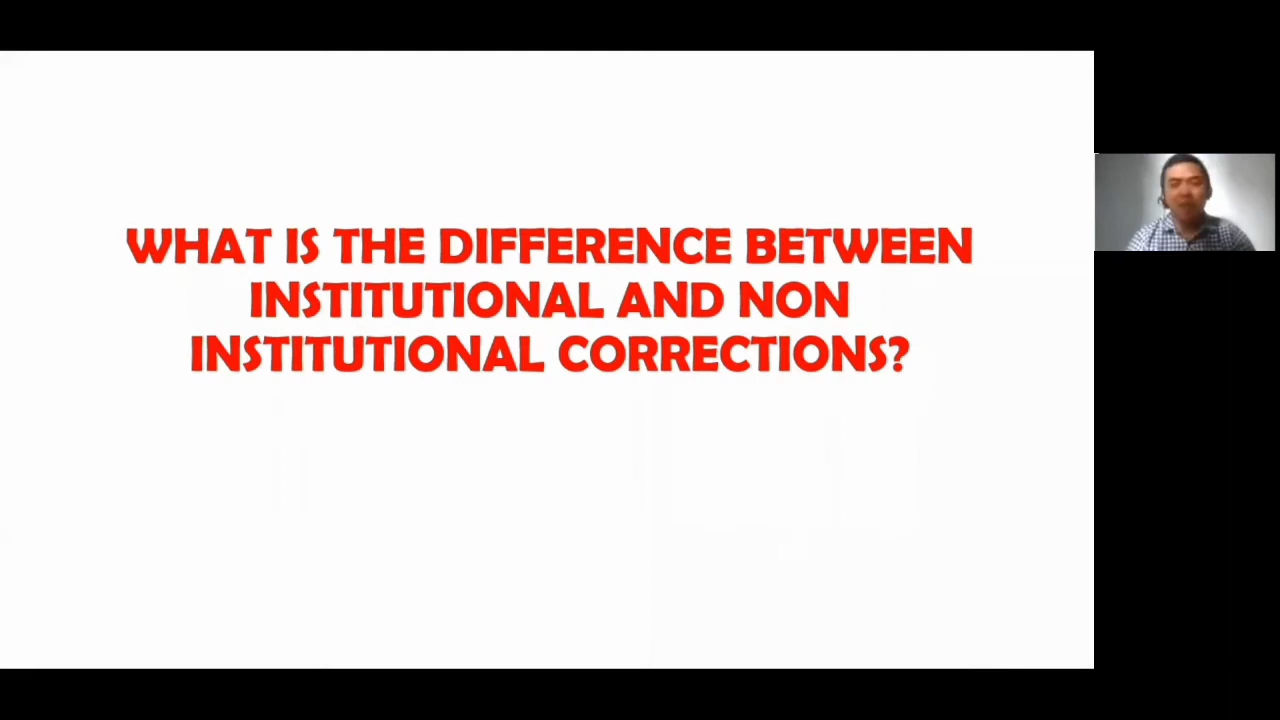 WHAT IS THE DIFFERENCE BETWEEN
INSTITUTIONAL AND NON
INSTITUTIONAL CORRECTIONS?